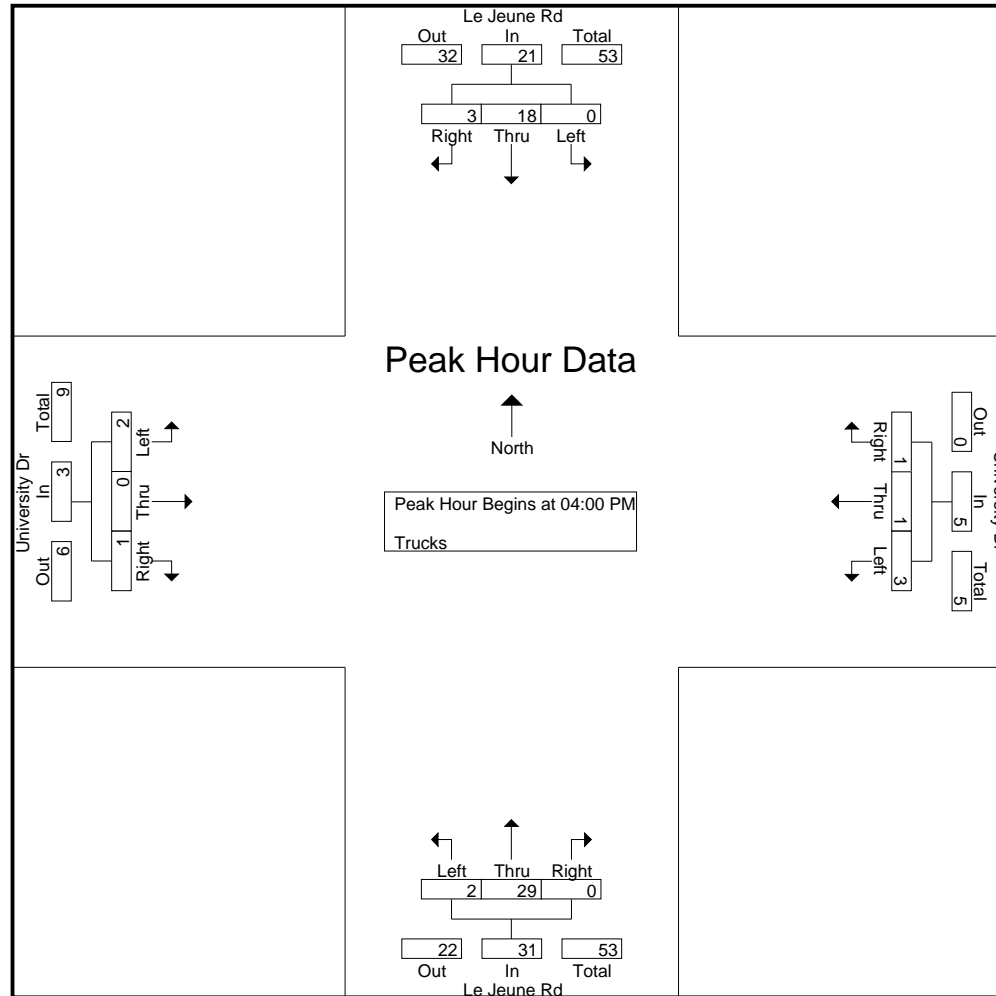 Le Jeune Rd
Out In Total
32 21 53
3 18 0
Right Thru Left
Peak Hour Data
North
Peak Hour Begins at 04:00 PM
Trucks
University Dr
Total In Out
9 3 6
2 0 1
Left Thru Right
University Dr
Out In Total
0 5 5
1 1 3
Right Thru Left
Left Thru Right
2 29 0
22 31 53
Out In Total
Le Jeune Rd